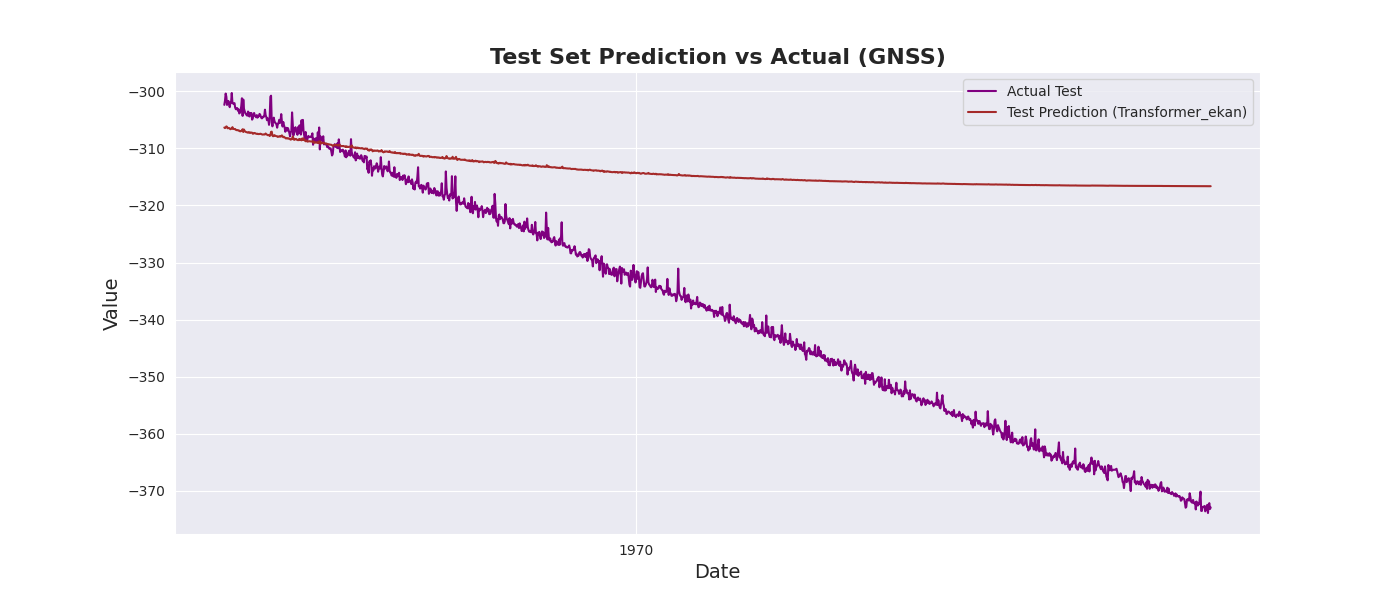 Test Set Prediction vs Actual (GNSS)
Actual Test
Test Prediction (Transformer_ekan)
Value
−300
−310
−320
−330
−340
−350
−360
−370
1970
Date